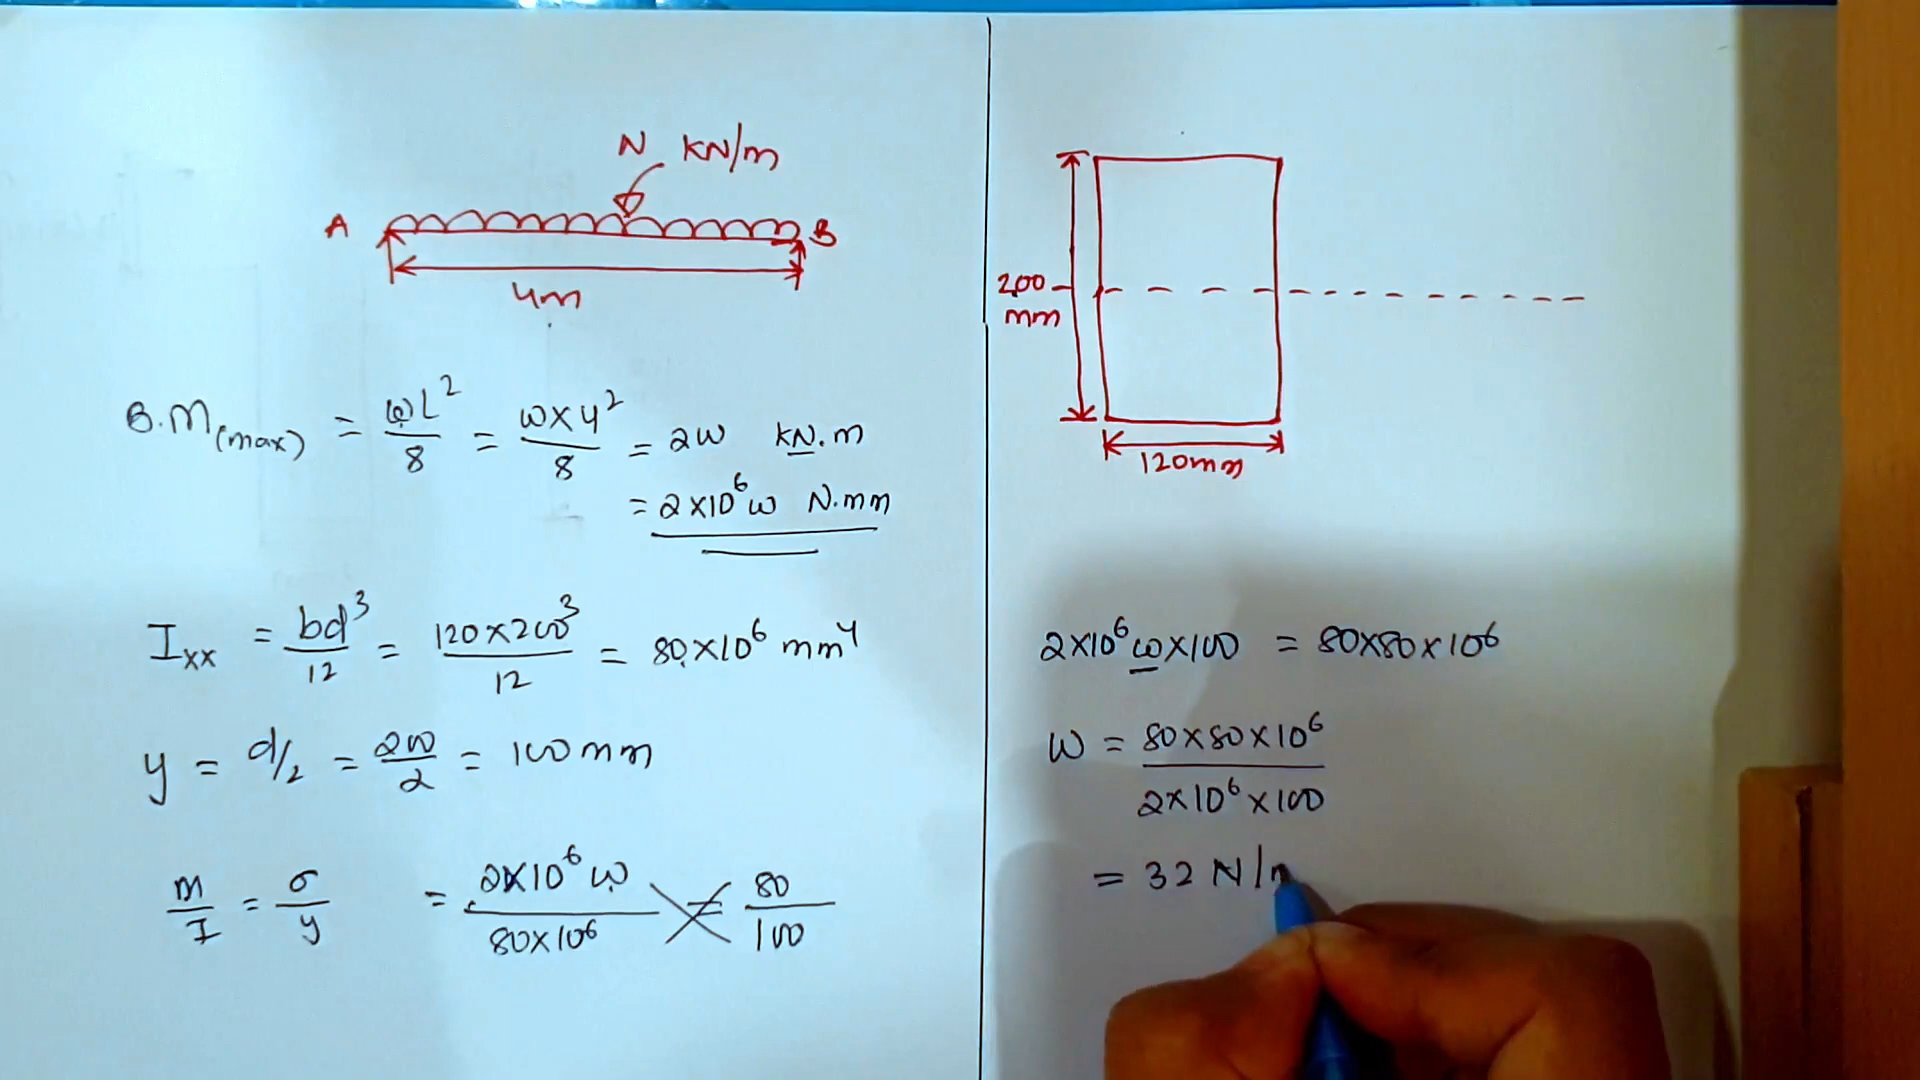 N KN/m
A B
4m
B.M(max) = ωL²/8 = ω×4²/8 = 2ω KN.m
= 2×10⁶ω N.mm
Ixx = bd³/12 = 120×200³/12 = 80×10⁶ mm⁴
y = d/2 = 200/2 = 100mm
m/I = σ/y = 2×10⁶ω/80×10⁶ = 80/100
200
mm
120mm
2×10⁶ω×100 = 80×80×10⁶
ω = 80×80×10⁶/2×10⁶×100
= 32 N/